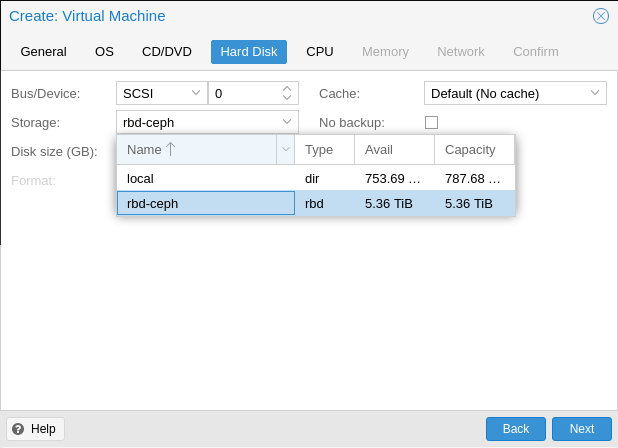 Create: Virtual Machine
General OS CD/DVD Hard Disk CPU Memory Network Confirm
Bus/Device: SCSI 0 Cache: Default (No cache)
Storage: rbd-ceph No backup:
Disk size (GB):
Format:
Name Type Avail Capacity
local dir 753.69 ... 787.68 ...
rbd-ceph rbd 5.36 TiB 5.36 TiB
? Help Back Next